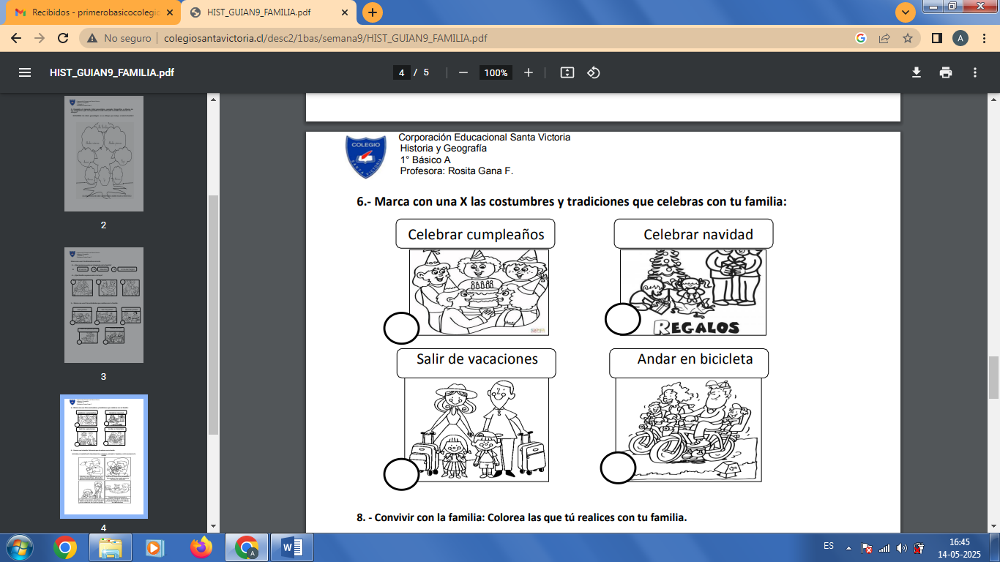 Recibidos - primerobasicocolegio
HIST_GUIAN9_FAMILIA.pdf
No seguro
colegiosantavictoria.cl/desc2/1bas/semana9/HIST_GUIAN9_FAMILIA.pdf
A
HIST_GUIAN9_FAMILIA.pdf
4 / 5
100%
2
3
4
COLEGIO
SANTA VICTORIA
Corporación Educacional Santa Victoria
Historia y Geografía
1° Básico A
Profesora: Rosita Gana F.
6.- Marca con una X las costumbres y tradiciones que celebras con tu familia:
Celebrar cumpleaños
Celebrar navidad
REGALOS
Salir de vacaciones
Andar en bicicleta
8. - Convivir con la familia: Colorea las que tú realices con tu familia.
ES
16:45
14-05-2025